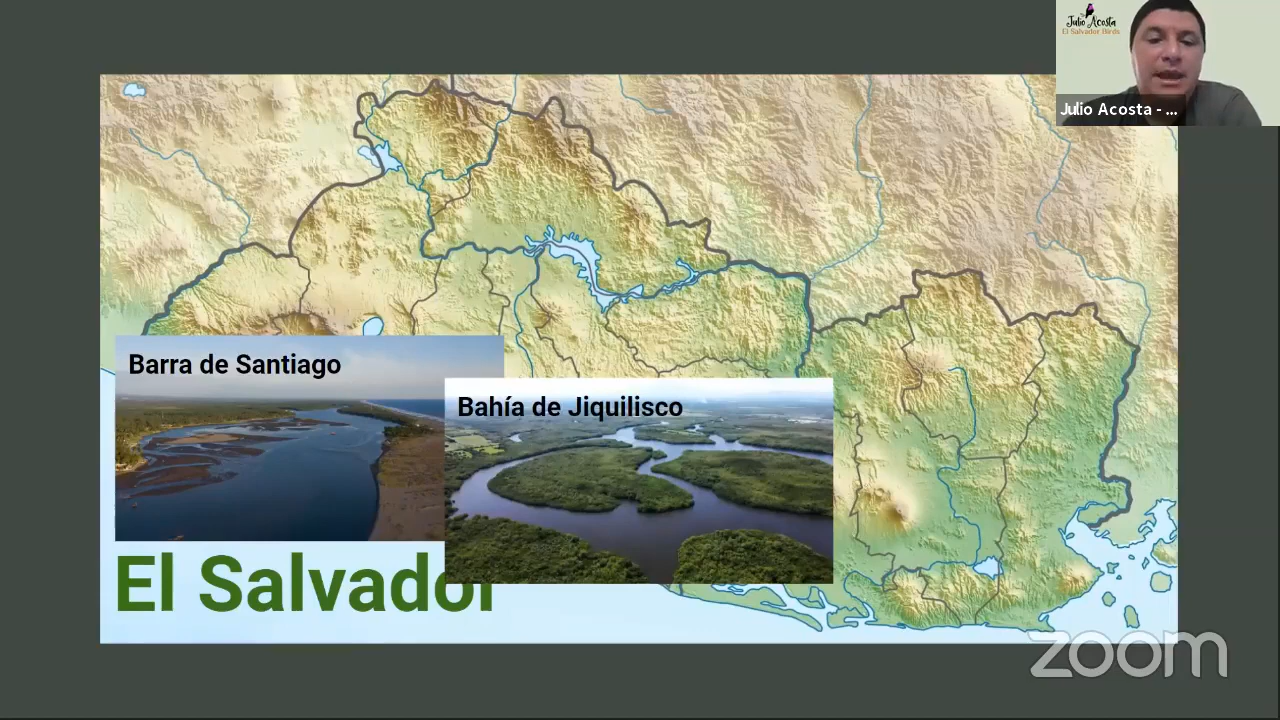 Julio Acosta
El Salvador Birds
Julio Acosta - ...
Barra de Santiago
Bahía de Jiquilisco
El Salvador
zoom